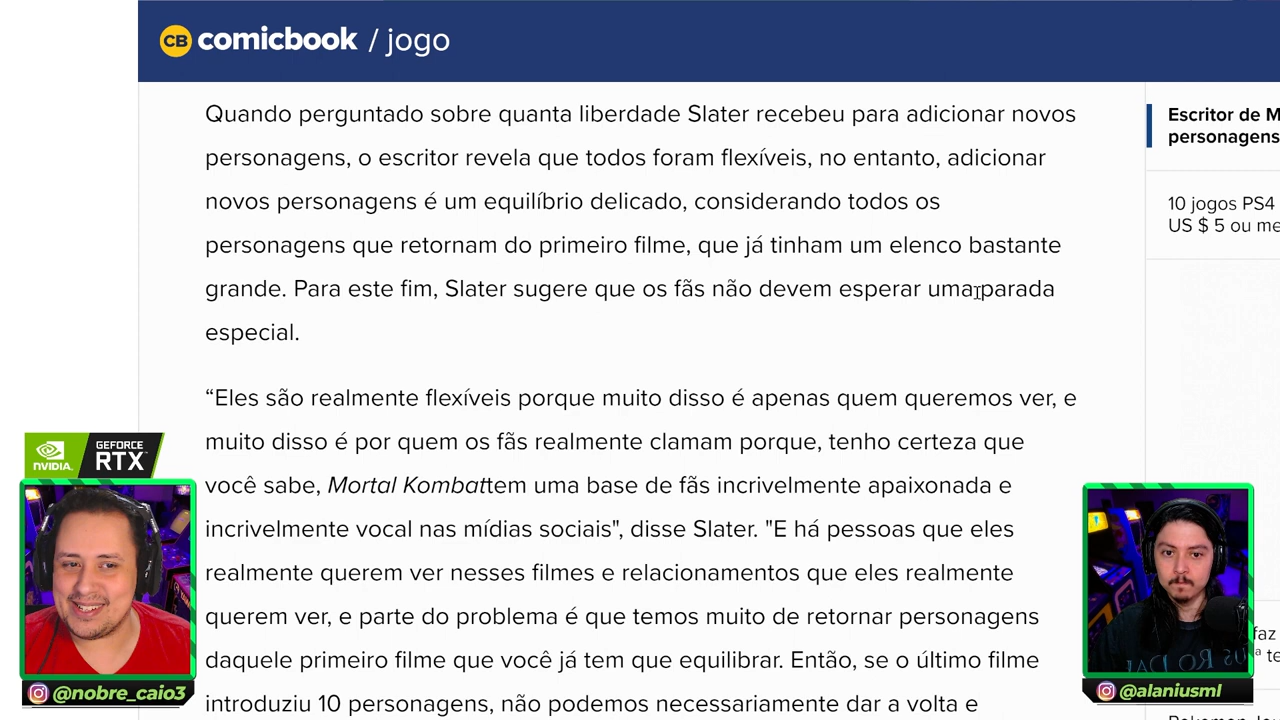 CB comicbook / jogo
Quando perguntado sobre quanta liberdade Slater recebeu para adicionar novos
personagens, o escritor revela que todos foram flexíveis, no entanto, adicionar
novos personagens é um equilíbrio delicado, considerando todos os
personagens que retornam do primeiro filme, que já tinham um elenco bastante
grande. Para este fim, Slater sugere que os fãs não devem esperar uma parada
especial.
“Eles são realmente flexíveis porque muito disso é apenas quem queremos ver, e
muito disso é por quem os fãs realmente clamam porque, tenho certeza que
você sabe, Mortal Kombattem uma base de fãs incrivelmente apaixonada e
incrivelmente vocal nas mídias sociais", disse Slater. "E há pessoas que eles
realmente querem ver nesses filmes e relacionamentos que eles realmente
querem ver, e parte do problema é que temos muito de retornar personagens
daquele primeiro filme que você já tem que equilibrar. Então, se o último filme
introduziu 10 personagens, não podemos necessariamente dar a volta e
Escritor de M
personagens
10 jogos PS4
US $ 5 ou me
faz
ª te
NVIDIA.
GEFORCE
RTX
@nobre_caio3
@alaniusml